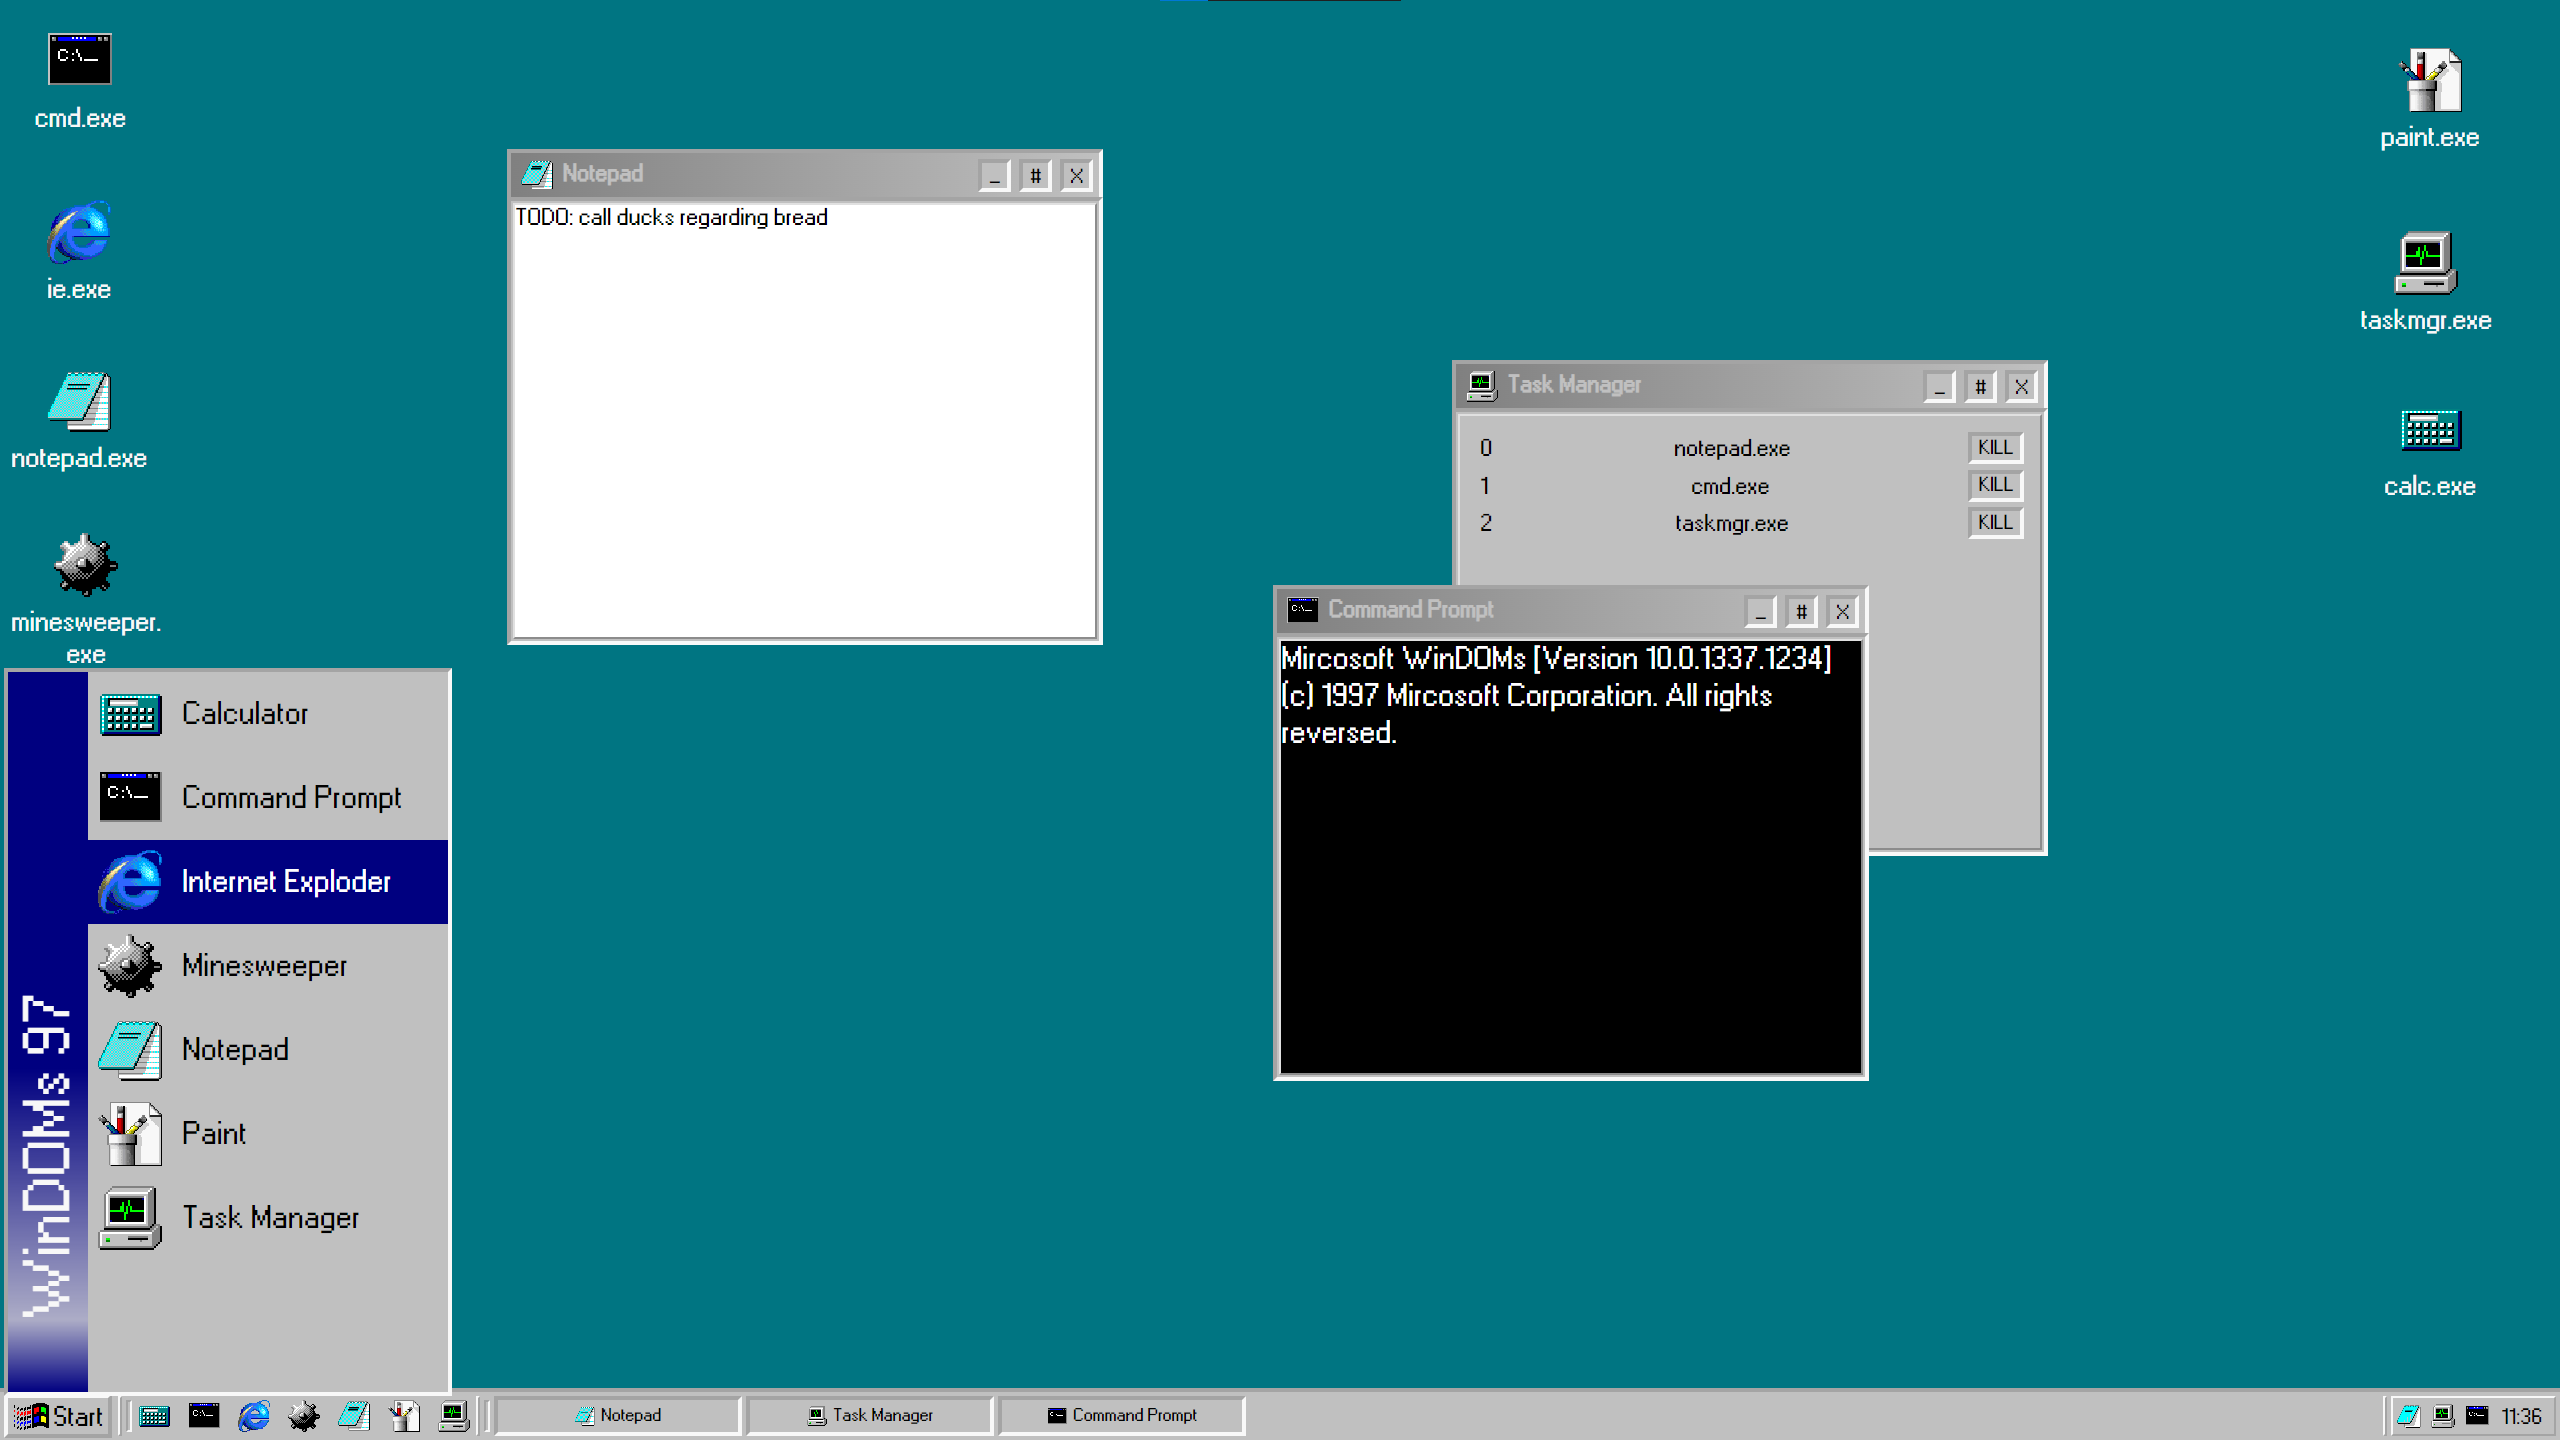 C:\_
cmd.exe
ie.exe
notepad.exe
minesweeper.
exe
paint.exe
taskmgr.exe
calc.exe
Notepad
_ # X
TODO: call ducks regarding bread
Task Manager
_ # X
0 notepad.exe KILL
1 cmd.exe KILL
2 taskmgr.exe KILL
Command Prompt
_ # X
Mircosoft WinDOMs [Version 10.0.1337.1234]
(c) 1997 Mircosoft Corporation. All rights
reversed.
WinDOMs 97
Calculator
C:\_
Command Prompt
Internet Exploder
Minesweeper
Notepad
Paint
Task Manager
Start
Notepad
Task Manager
Command Prompt
11:36